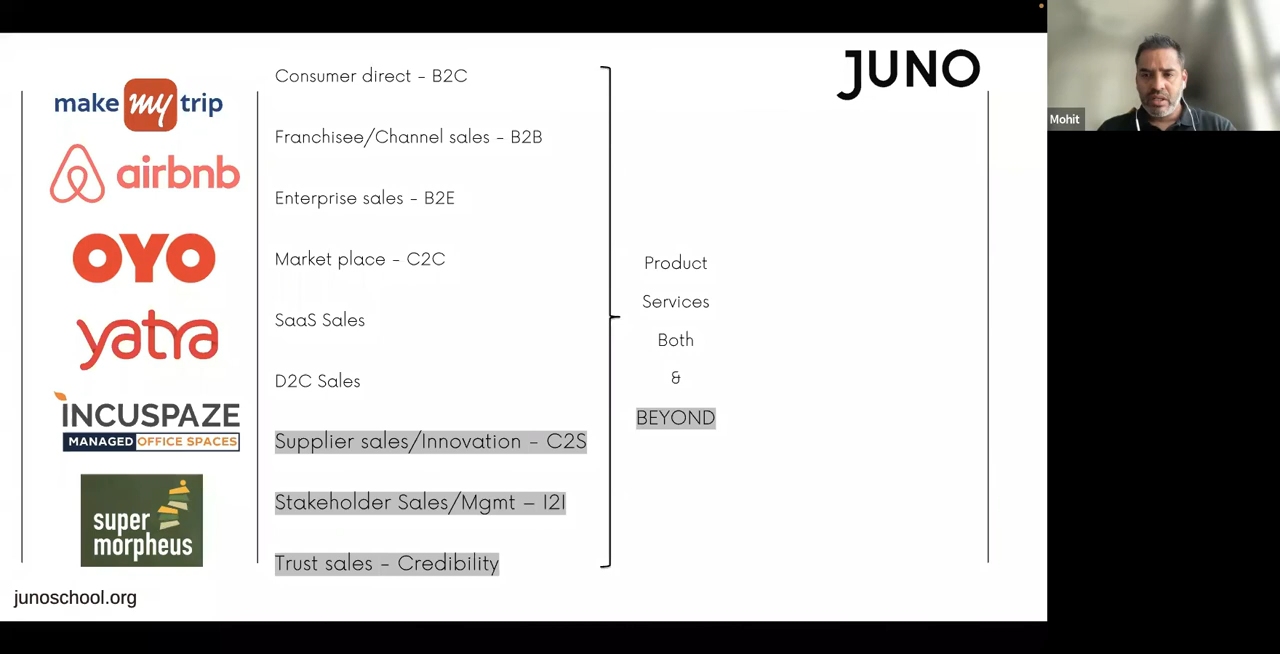 make my trip
airbnb
OYO
yatra
INCUSPAZE
MANAGED OFFICE SPACES
super
morpheus
junoschool.org
Consumer direct - B2C
Franchisee/Channel sales - B2B
Enterprise sales - B2E
Market place - C2C
SaaS Sales
D2C Sales
Supplier sales/Innovation - C2S
Stakeholder Sales/Mgmt – I2I
Trust sales - Credibility
Product
Services
Both
&
BEYOND
JUNO
Mohit